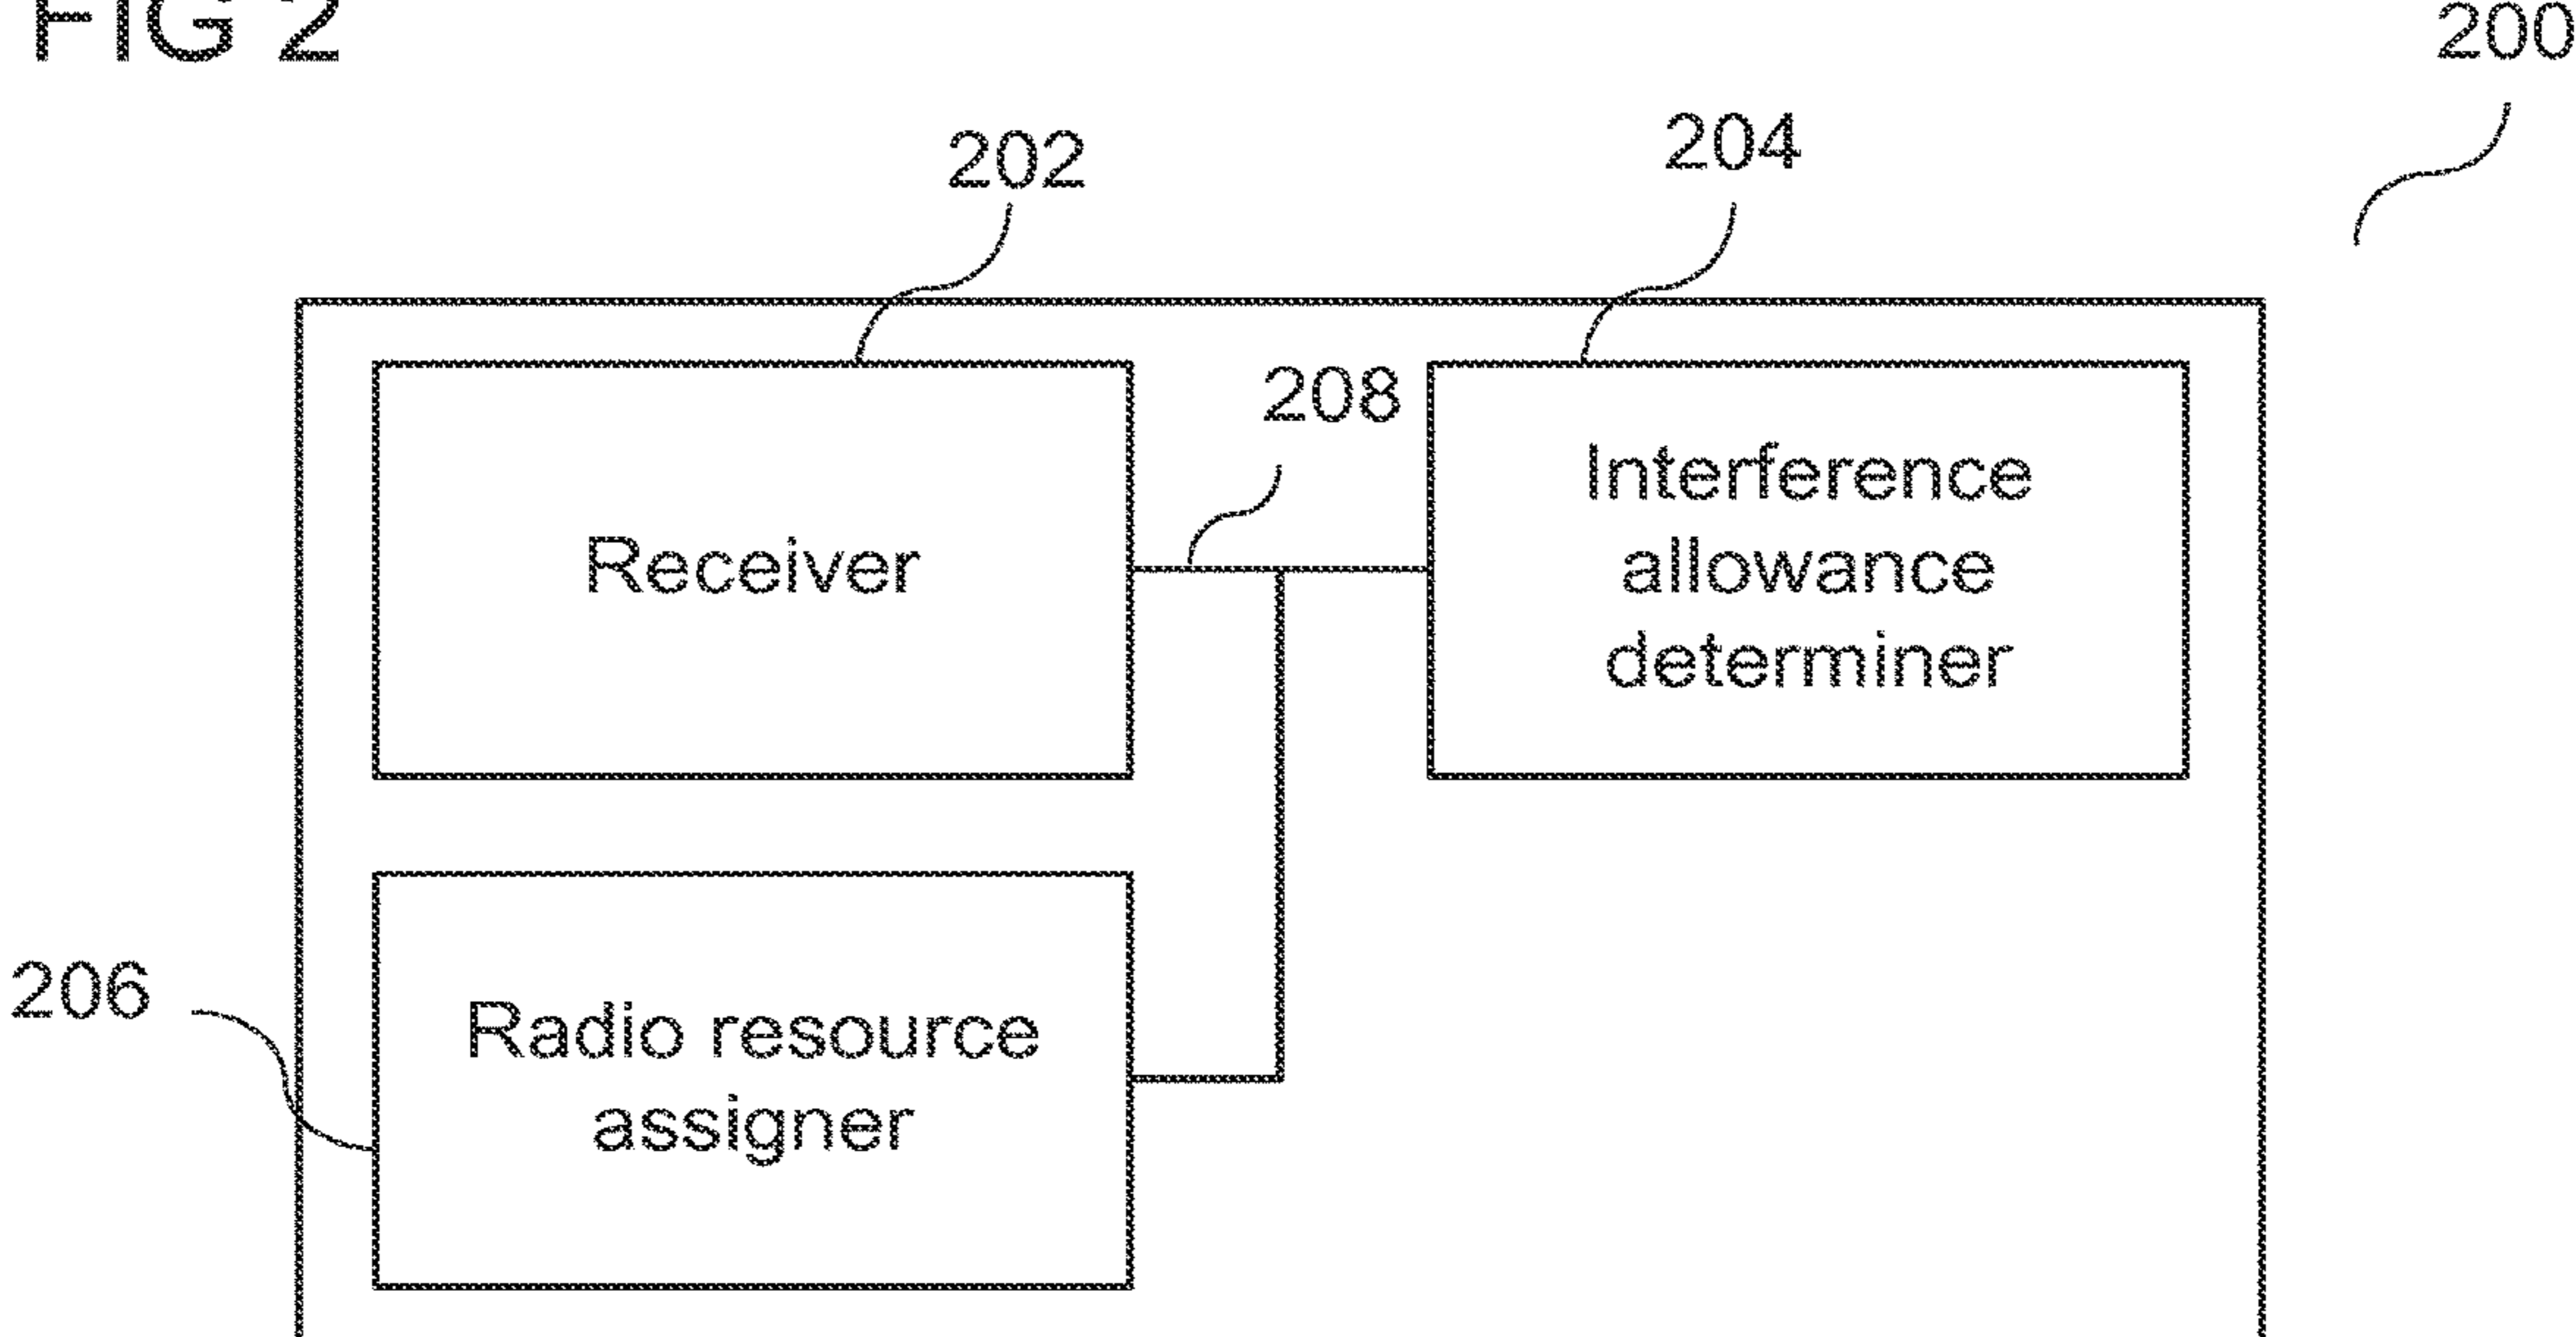 FIG 2
200
202
204
208
Receiver
Interference
allowance
determiner
206
Radio resource
assigner